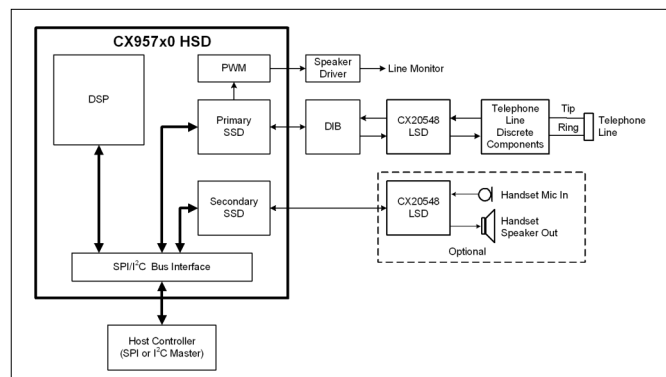 CX957x0 HSD
DSP
PWM
Speaker
Driver
Line Monitor
Primary
SSD
DIB
CX20548
LSD
Telephone
Line
Discrete
Components
Tip
Ring
Telephone
Line
Secondary
SSD
CX20548
LSD
Handset Mic In
Handset
Speaker Out
Optional
SPI/I²C Bus Interface
Host Controller
(SPI or I²C Master)